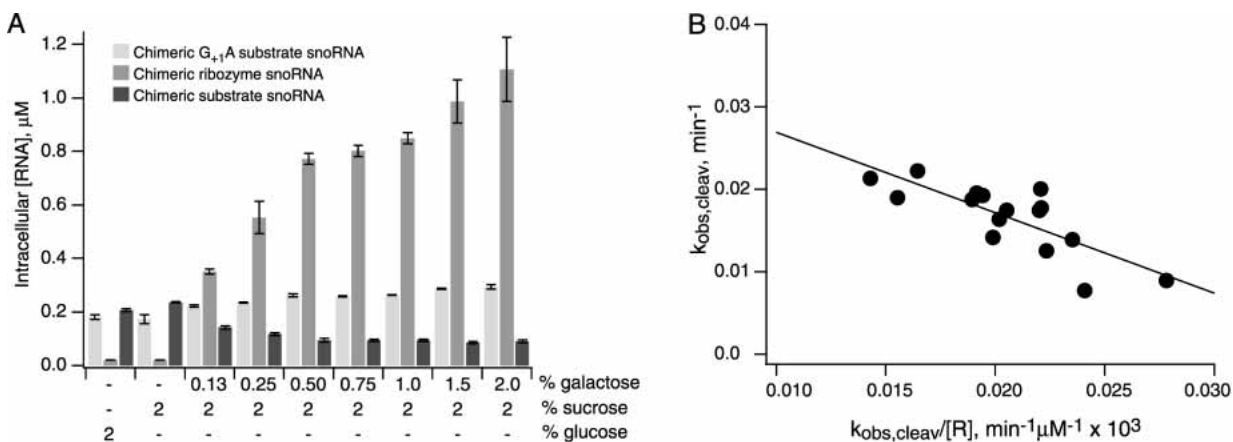 A
Intracellular [RNA], μM
1.2
1.0
0.8
0.6
0.4
0.2
0.0
Chimeric G+1A substrate snoRNA
Chimeric ribozyme snoRNA
Chimeric substrate snoRNA
- - 0.13 0.25 0.50 0.75 1.0 1.5 2.0 % galactose
- 2 2 2 2 2 2 2 2 % sucrose
2 - - - - - - - - % glucose
B
kobs,cleav, min-1
0.04
0.03
0.02
0.01
0.0
0.010 0.015 0.020 0.025 0.030
kobs,cleav/[R], min-1μM-1 x 103